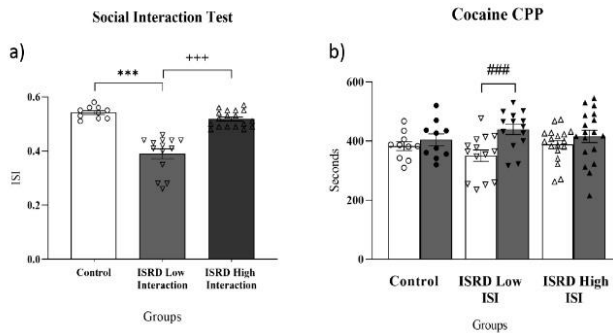 Social Interaction Test
a)
***
+++
0.6
0.4
0.2
0.0
ISI
Control
ISRD Low
Interaction
ISRD High
Interaction
Groups
Cocaine CPP
b)
###
600
400
200
0
Seconds
Control
ISRD Low
ISI
ISRD High
ISI
Groups